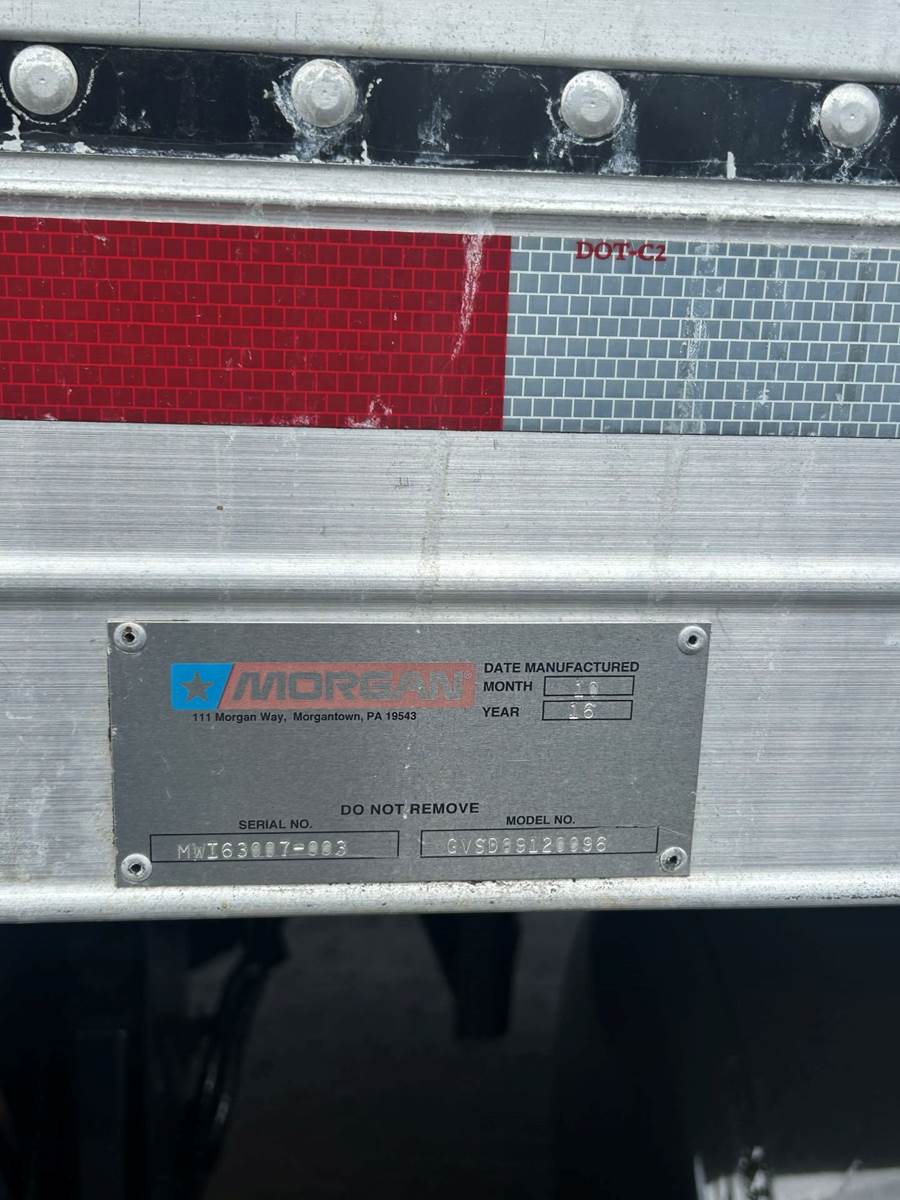 DOT-C2
MORGAN®
111 Morgan Way, Morgantown, PA 19543
DATE MANUFACTURED
MONTH 10
YEAR 16
DO NOT REMOVE
SERIAL NO.
MWI63007-003
MODEL NO.